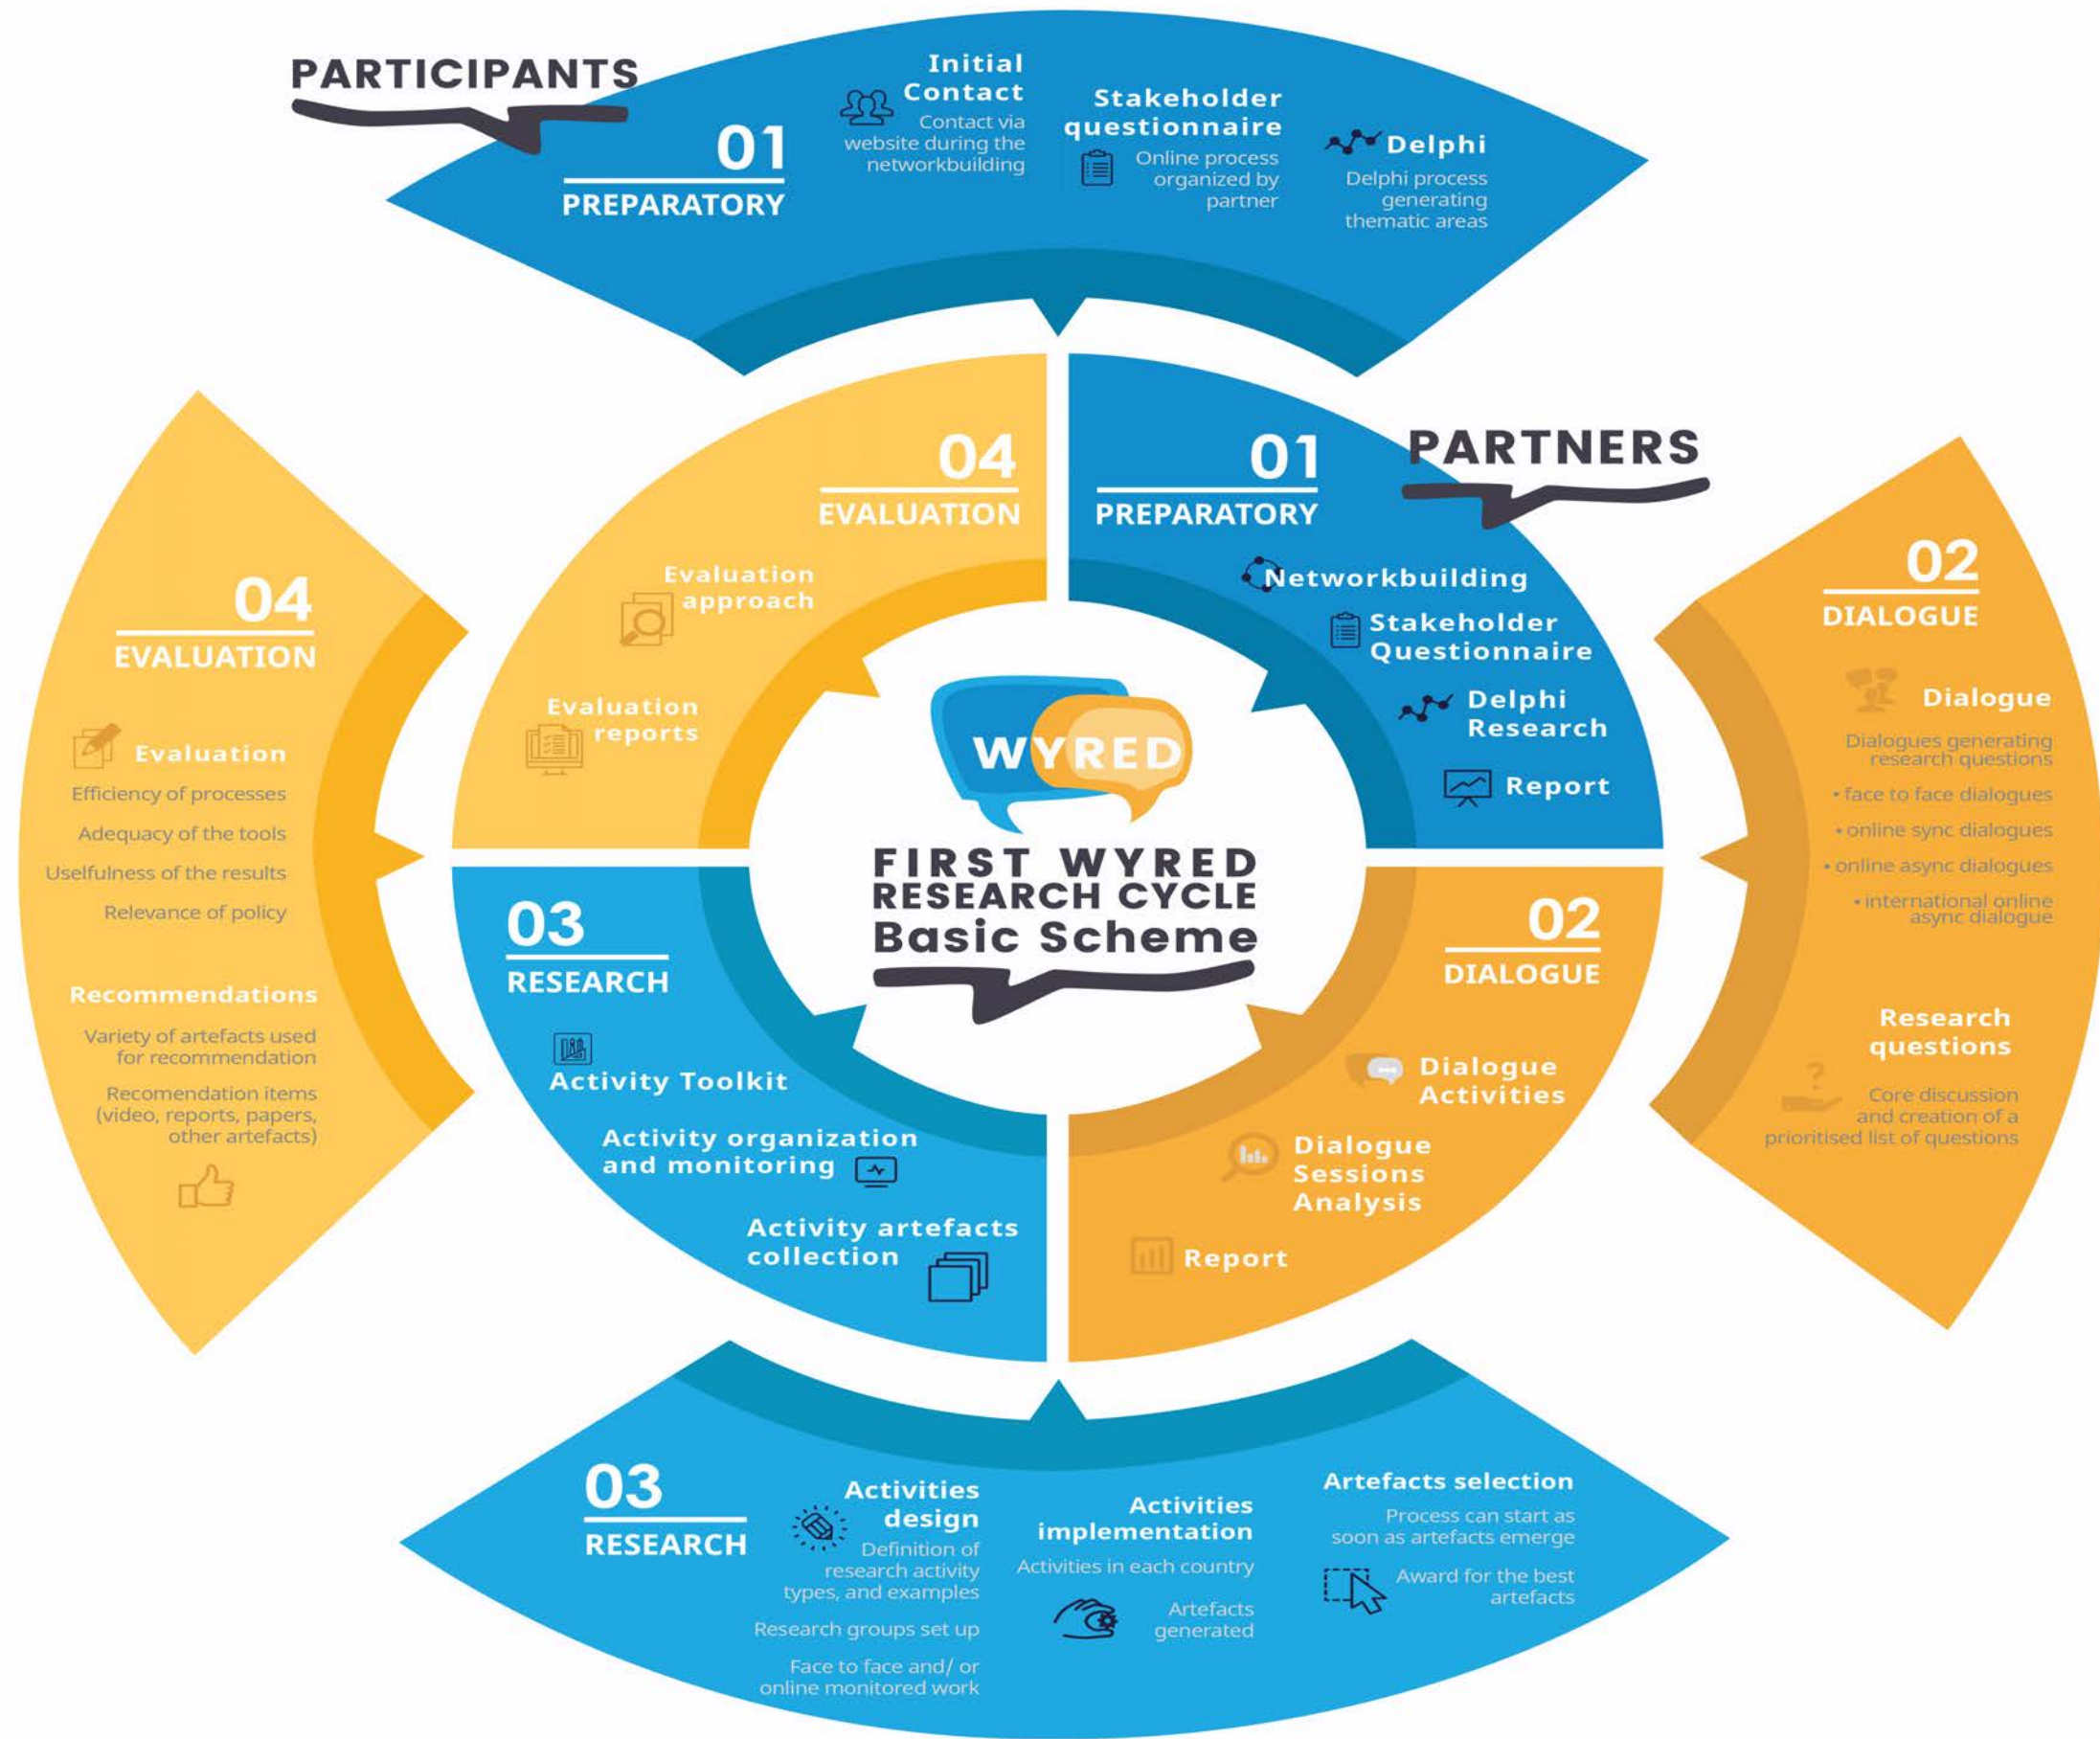 PARTICIPANTS
01
PREPARATORY
Initial
Contact
Contact via
website during the
networkbuilding
Stakeholder
questionnaire
Online process
organized by
partner
Delphi
Delphi process
generating
thematic areas
PARTNERS
01
PREPARATORY
Networkbuilding
Stakeholder
Questionnaire
Delphi
Research
Report
02
DIALOGUE
Dialogue
Dialogues generating
research questions
• face to face dialogues
• online sync dialogues
• online async dialogues
• international online
async dialogue
Research
questions
?
Core discussion
and creation of a
prioritised list of questions
02
DIALOGUE
Dialogue
Activities
Dialogue
Sessions
Analysis
Report
03
RESEARCH
Activity Toolkit
Activity organization
and monitoring
Activity artefacts
collection
03
RESEARCH
Activities
design
Definition of
research activity
types, and examples
Research groups set up
Face to face and/ or
online monitored work
Activities
implementation
Activities in each country
Artefacts
generated
Artefacts selection
Process can start as
soon as artefacts emerge
Award for the best
artefacts
04
EVALUATION
Evaluation
approach
Evaluation
reports
04
EVALUATION
Evaluation
Efficiency of processes
Adequacy of the tools
Uselfulness of the results
Relevance of policy
Recommendations
Variety of artefacts used
for recommendation
Recomendation items
(video, reports, papers,
other artefacts)
WYRED
FIRST WYRED
RESEARCH CYCLE
Basic Scheme